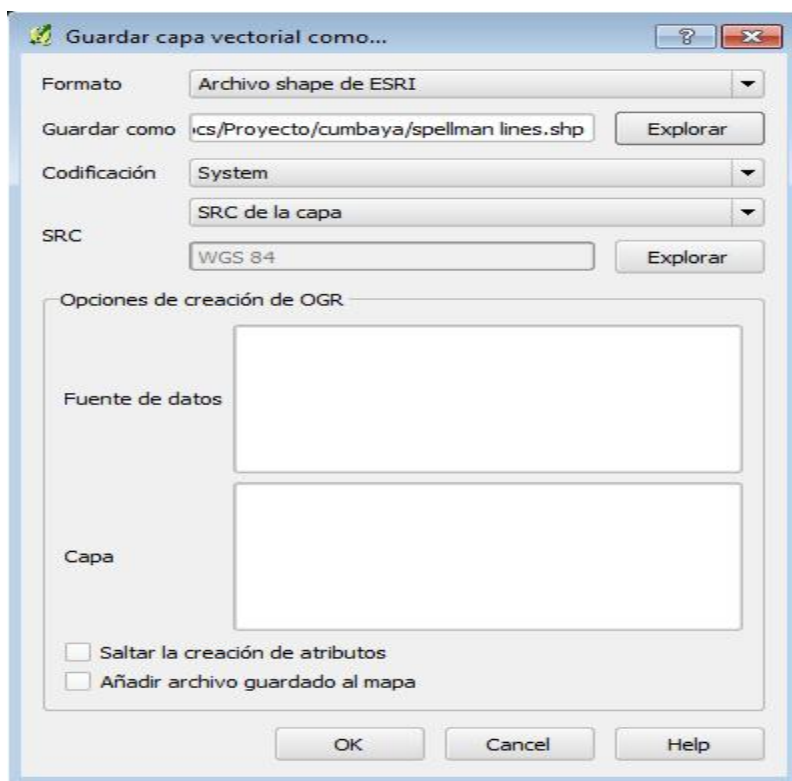 Guardar capa vectorial como...
Formato Archivo shape de ESRI
Guardar como ocs/Proyecto/cumbaya/spellman lines.shp Explorar
Codificación System
SRC de la capa
SRC
WGS 84 Explorar
Opciones de creación de OGR
Fuente de datos
Capa
Saltar la creación de atributos
Añadir archivo guardado al mapa
OK Cancel Help